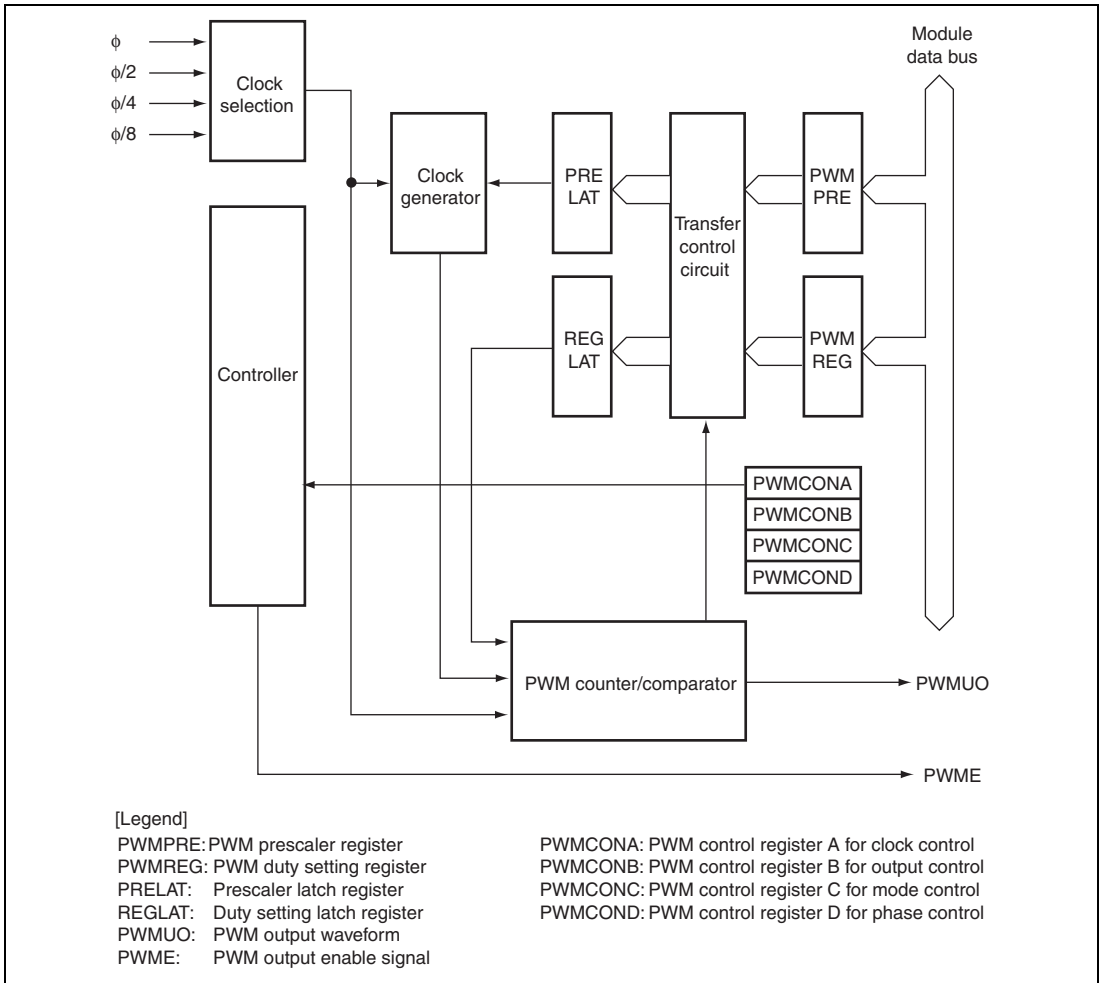 φ
φ/2
φ/4
φ/8
Clock
selection
Module
data bus
Clock
generator
PRE
LAT
Transfer
control
circuit
PWM
PRE
Controller
REG
LAT
PWM
REG
PWMCONA
PWMCONB
PWMCONC
PWMCOND
PWM counter/comparator
PWMUO
PWME
[Legend]
PWMPRE: PWM prescaler register
PWMREG: PWM duty setting register
PRELAT: Prescaler latch register
REGLAT: Duty setting latch register
PWMUO: PWM output waveform
PWME: PWM output enable signal
PWMCONA: PWM control register A for clock control
PWMCONB: PWM control register B for output control
PWMCONC: PWM control register C for mode control
PWMCOND: PWM control register D for phase control